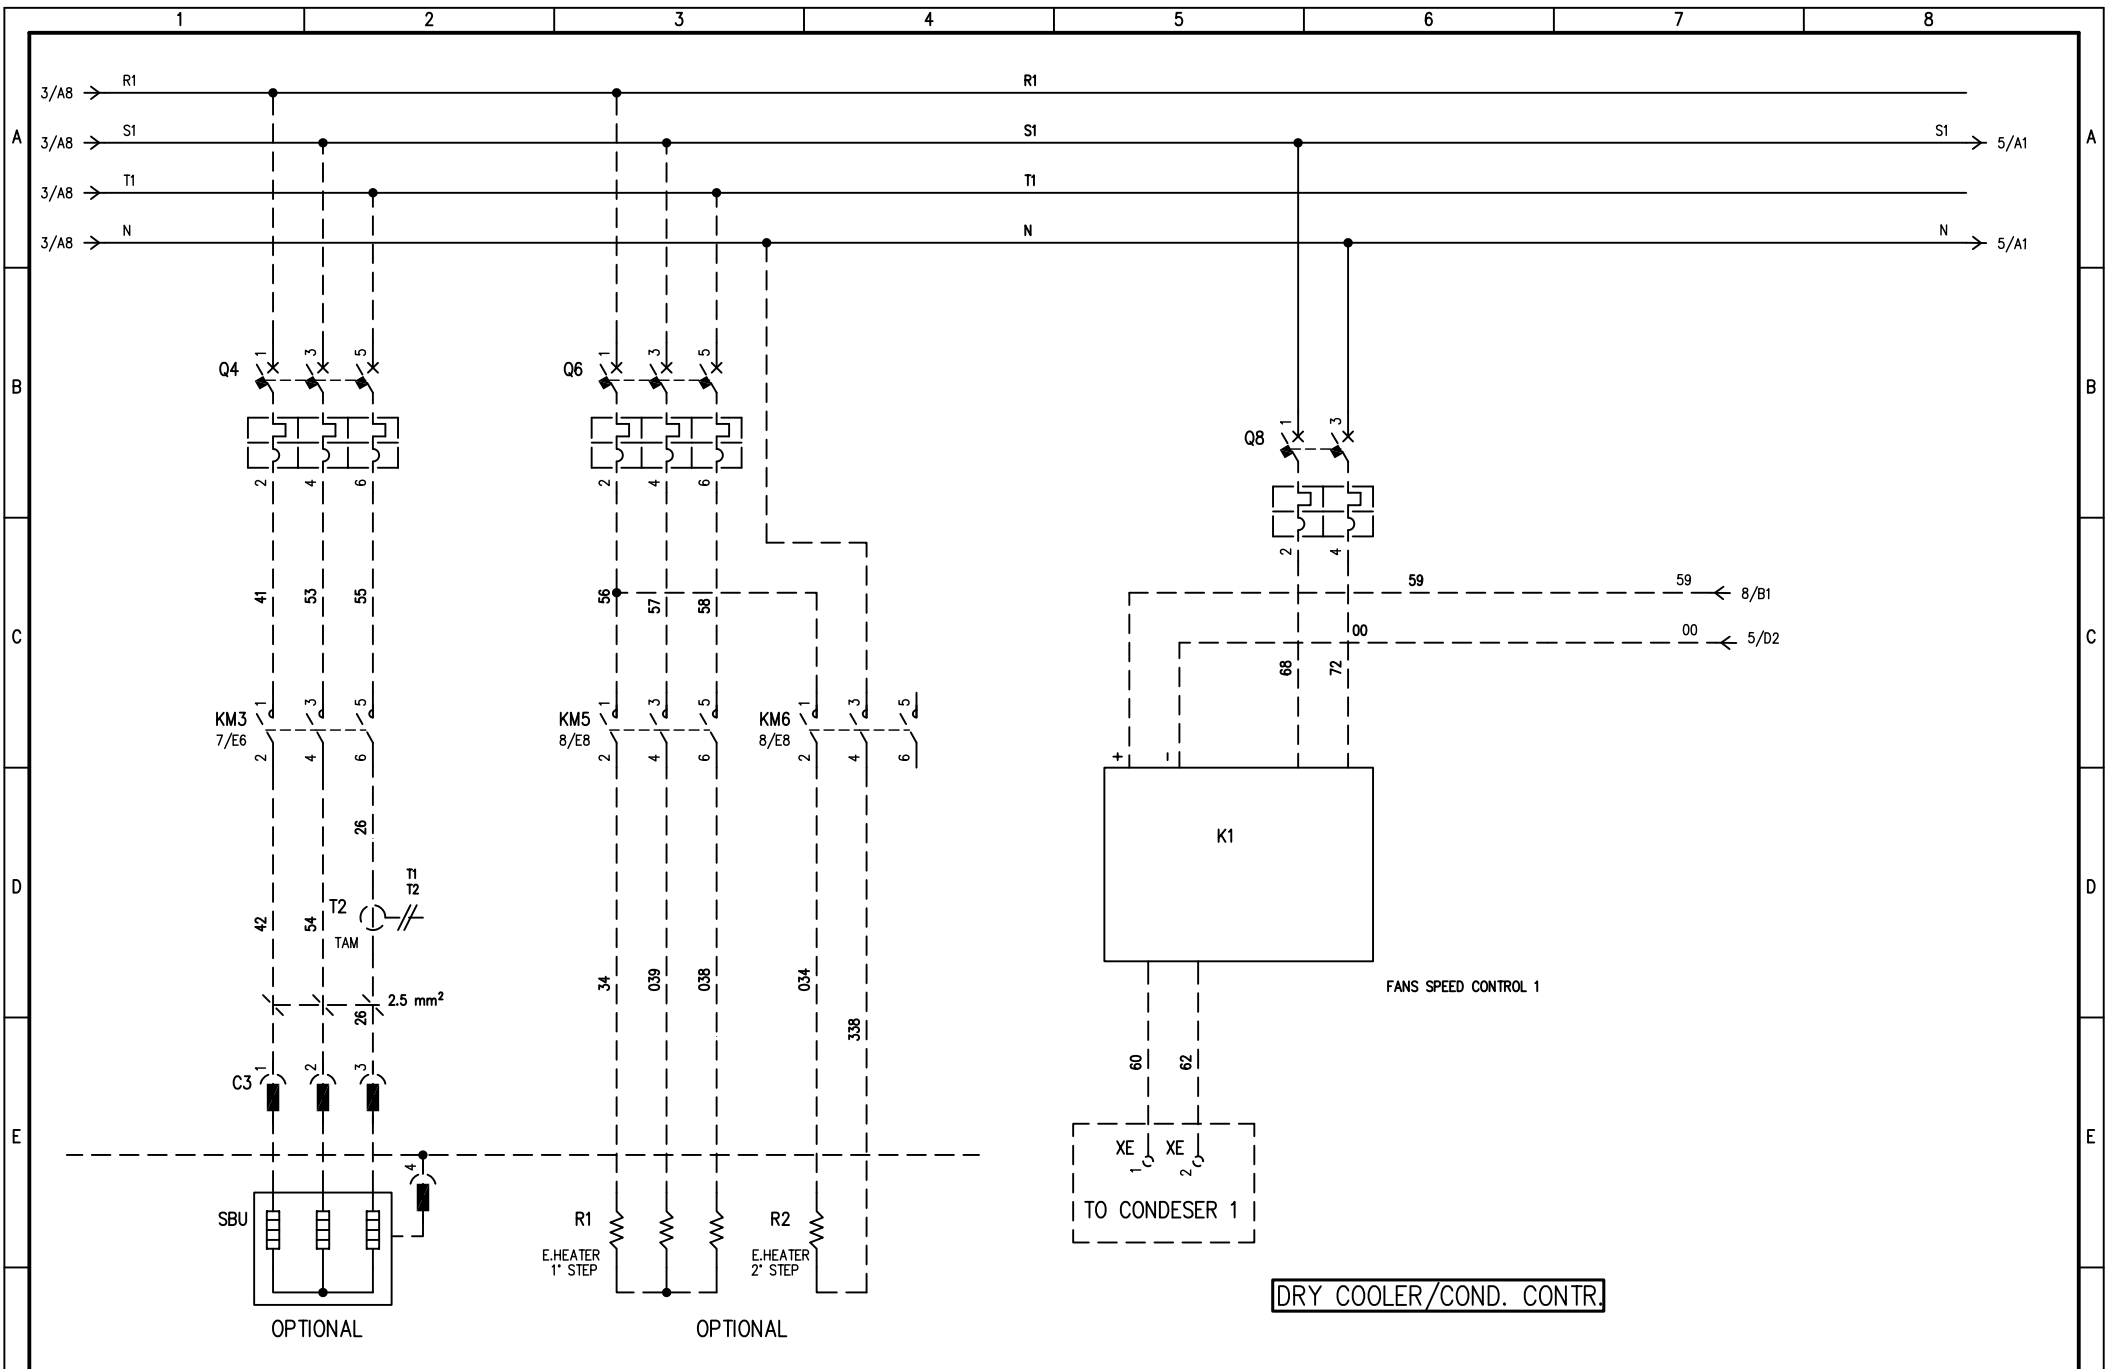 1 2 3 4 5 6 7 8
R1 R1
3/A8
A S1 S1 S1 A
3/A8 5/A1
T1 T1
3/A8
N N N
3/A8 5/A1
1 3 5 1 3 5
Q4 Q6
B B
1 3
Q8
2 4 6 2 4 6
2 4
59 59
8/B1
41 53 55 56 57 58
00 00
C 5/D2 C
68 72
1 3 5 1 3 5 1 3 5
KM3 KM5 KM6
7/E6 8/E8 8/E8
2 4 6 2 4 6 2 4 6
+ -
26
K1
T1
T2
D D
T2
42 54
TAM
34 039 038 034
FANS SPEED CONTROL 1
2.5 mm²
26
338
60 62
1 2 3
C3
E E
XE XE
1 2
4
TO CONDESER 1
SBU R1 R2
E.HEATER
1° STEP
E.HEATER
2° STEP
DRY COOLER/COND. CONTR.
OPTIONAL OPTIONAL